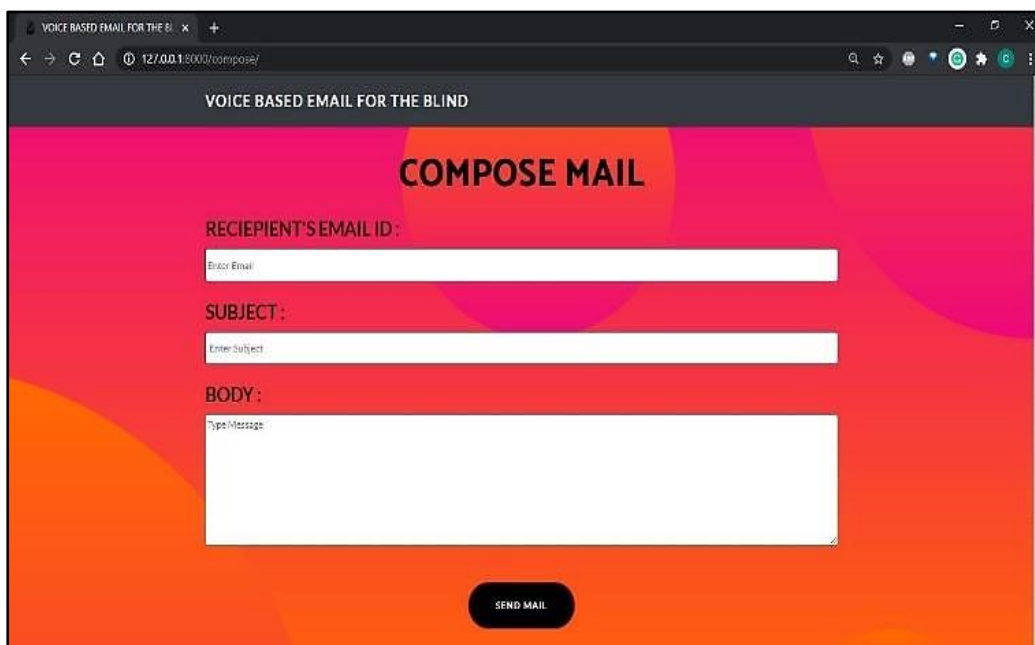 VOICE BASED EMAIL FOR THE BL
127.0.0.1:8000/compose/
VOICE BASED EMAIL FOR THE BLIND
COMPOSE MAIL
RECIEPIENT'S EMAIL ID :
Enter Email
SUBJECT :
Enter Subject
BODY :
Type Message
SEND MAIL